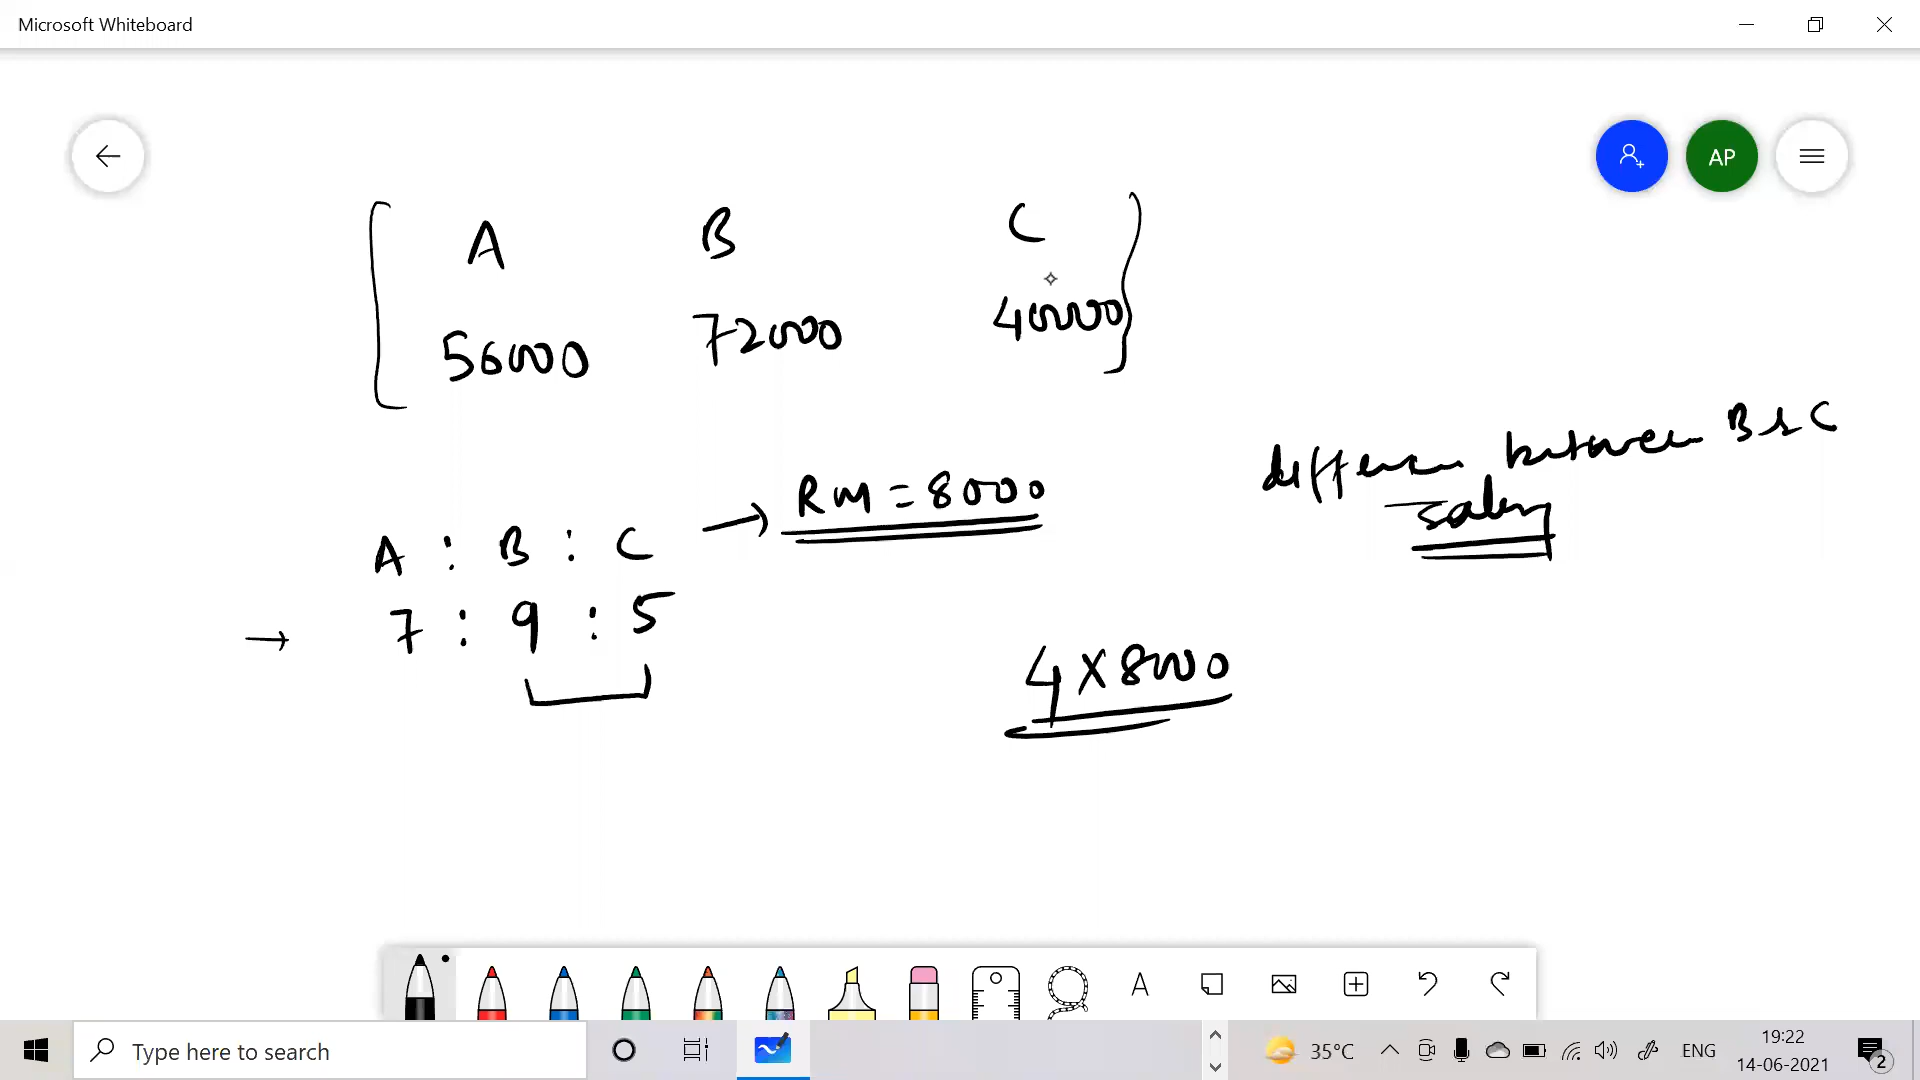 Microsoft Whiteboard
AP
A B C
56000 72000 40000
difference between B & C
salary
RM = 8000
A : B : C
7 : 9 : 5
4 x 8000
A
Type here to search
35°C
ENG
19:22
14-06-2021
2